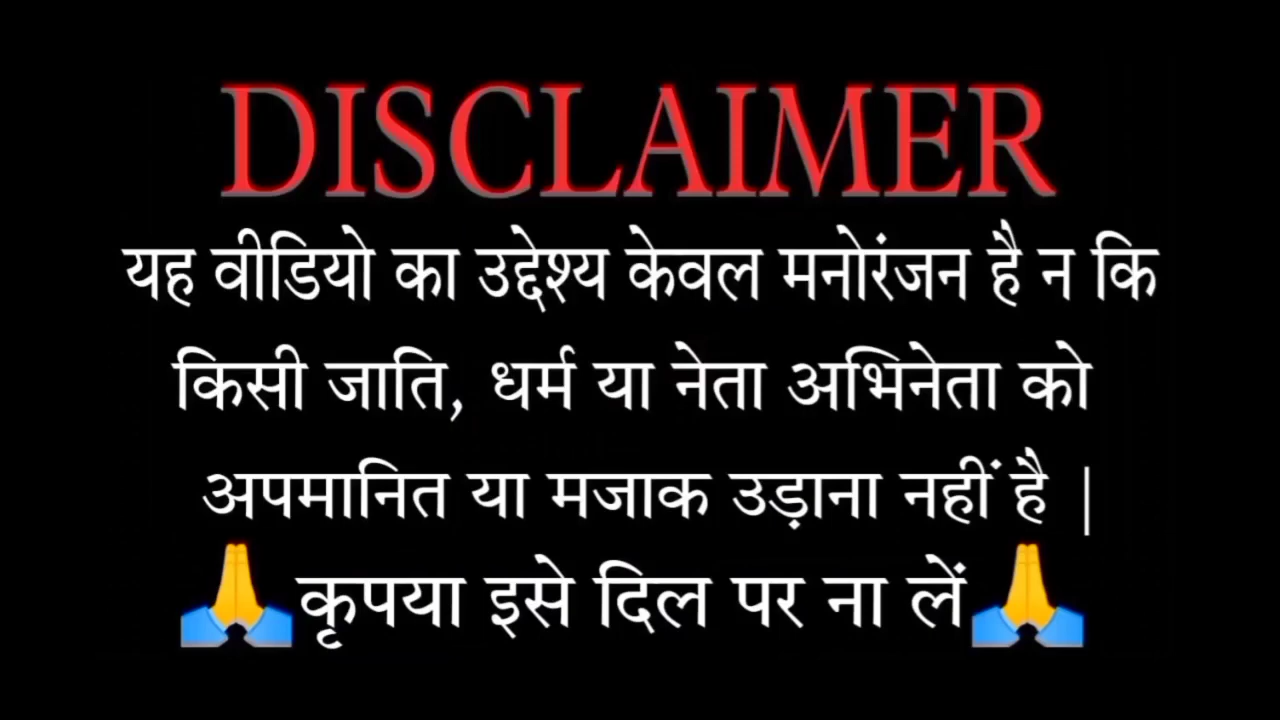 DISCLAIMER
यह वीडियो का उद्देश्य केवल मनोरंजन है न कि
किसी जाति, धर्म या नेता अभिनेता को
अपमानित या मजाक उड़ाना नहीं है |
🙏कृपया इसे दिल पर ना लें🙏